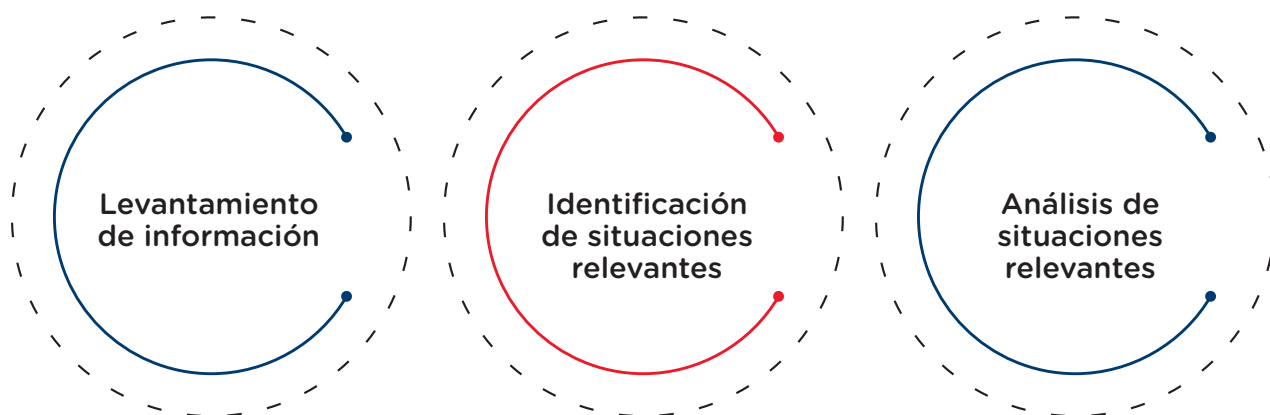 Levantamiento
de información
Identificación
de situaciones
relevantes
Análisis de
situaciones
relevantes